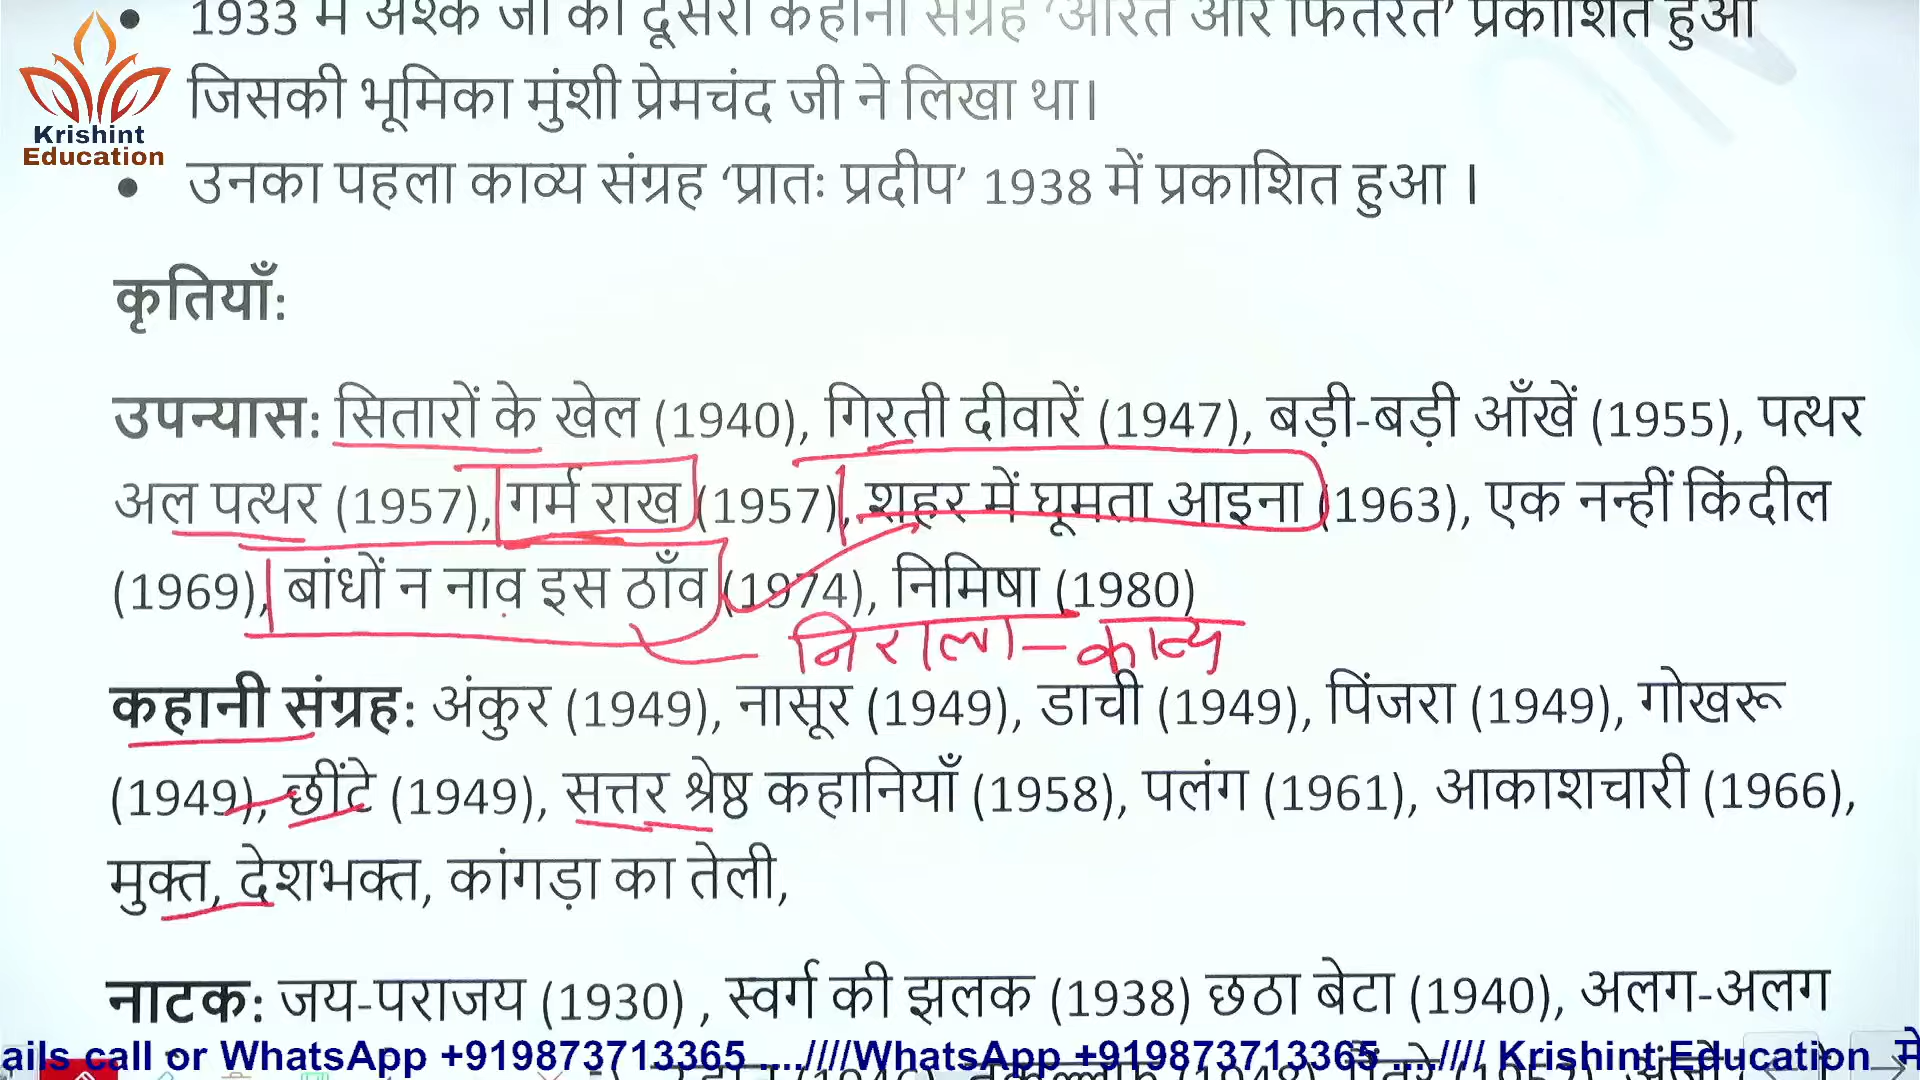 1933 में अश्क जी का दूसरा कहानी संग्रह ‘औरत और फितरत’ प्रकाशित हुआ
जिसकी भूमिका मुंशी प्रेमचंद जी ने लिखा था।
Krishint
Education
उनका पहला काव्य संग्रह ‘प्रातः प्रदीप’ 1938 में प्रकाशित हुआ ।
कृतियाँ:
उपन्यास: सितारों के खेल (1940), गिरती दीवारें (1947), बड़ी-बड़ी आँखें (1955), पत्थर
अल पत्थर (1957), गर्म राख (1957), शहर में घूमता आइना (1963), एक नन्हीं किंदील
(1969), बांधों न नाव इस ठाँव (1974), निमिषा (1980)
निराला – काव्य
कहानी संग्रह: अंकुर (1949), नासूर (1949), डाची (1949), पिंजरा (1949), गोखरू
(1949), छींटे (1949), सत्तर श्रेष्ठ कहानियाँ (1958), पलंग (1961), आकाशचारी (1966),
मुक्त, देशभक्त, कांगड़ा का तेली,
नाटक: जय-पराजय (1930) , स्वर्ग की झलक (1938) छठा बेटा (1940), अलग-अलग
ails call or WhatsApp +919873713365 ....////WhatsApp +919873713365 ....//// Krishint Education में